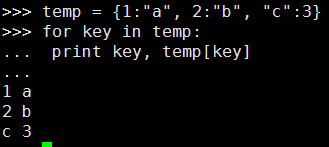 >>> temp = {1:"a", 2:"b", "c":3}
>>> for key in temp:
...  print key, temp[key]
...
1 a
2 b
c 3